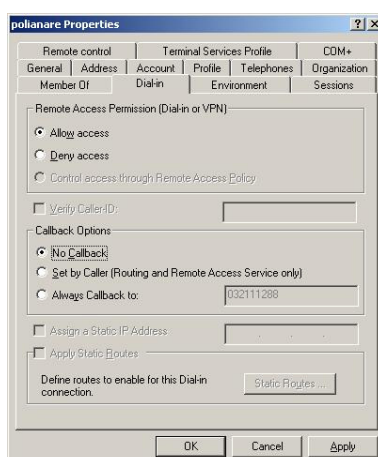 polianare Properties
Remote control Terminal Services Profile COM+
General Address Account Profile Telephones Organization
Member Of Dial-in Environment Sessions
Remote Access Permission (Dial-in or VPN)
Allow access
Deny access
Control access through Remote Access Policy
Verify Caller-ID:
Callback Options
No Callback
Set by Caller (Routing and Remote Access Service only)
Always Callback to: 032111288
Assign a Static IP Address . . .
Apply Static Routes
Define routes to enable for this Dial-in
connection.
Static Routes ...
OK Cancel Apply